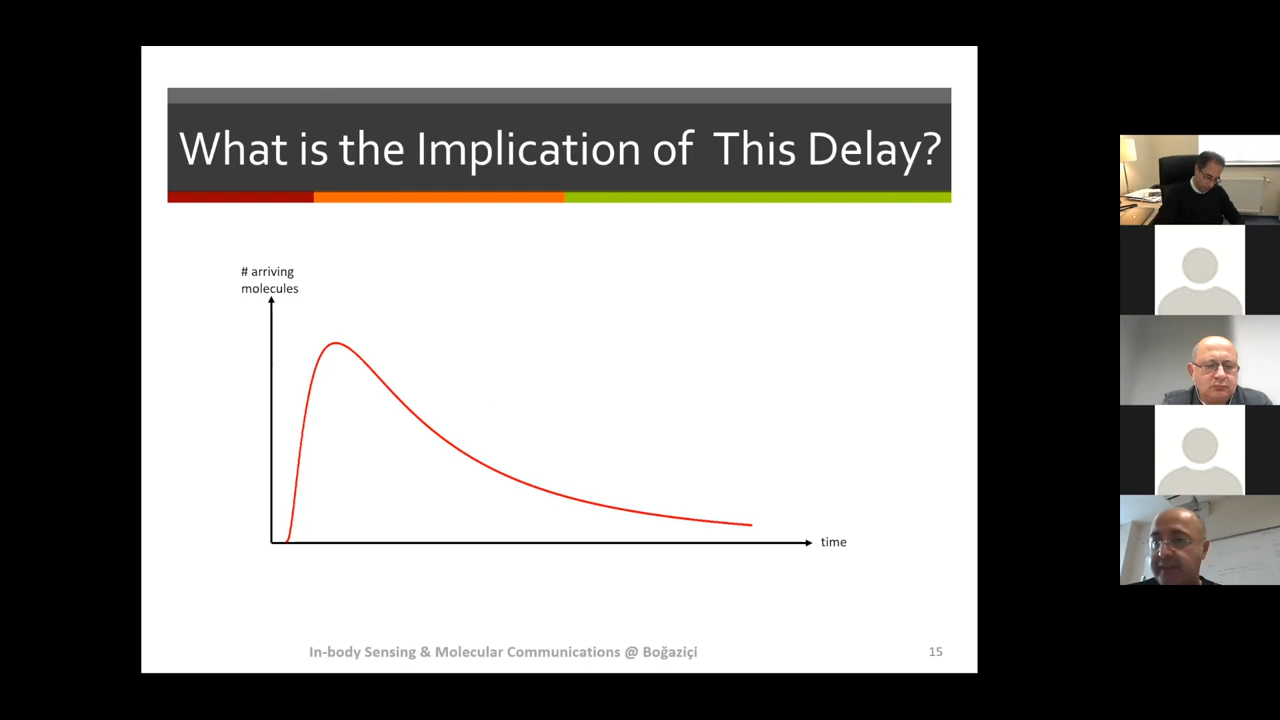 What is the Implication of This Delay?
# arriving
molecules
time
In-body Sensing & Molecular Communications @ Boğaziçi
15